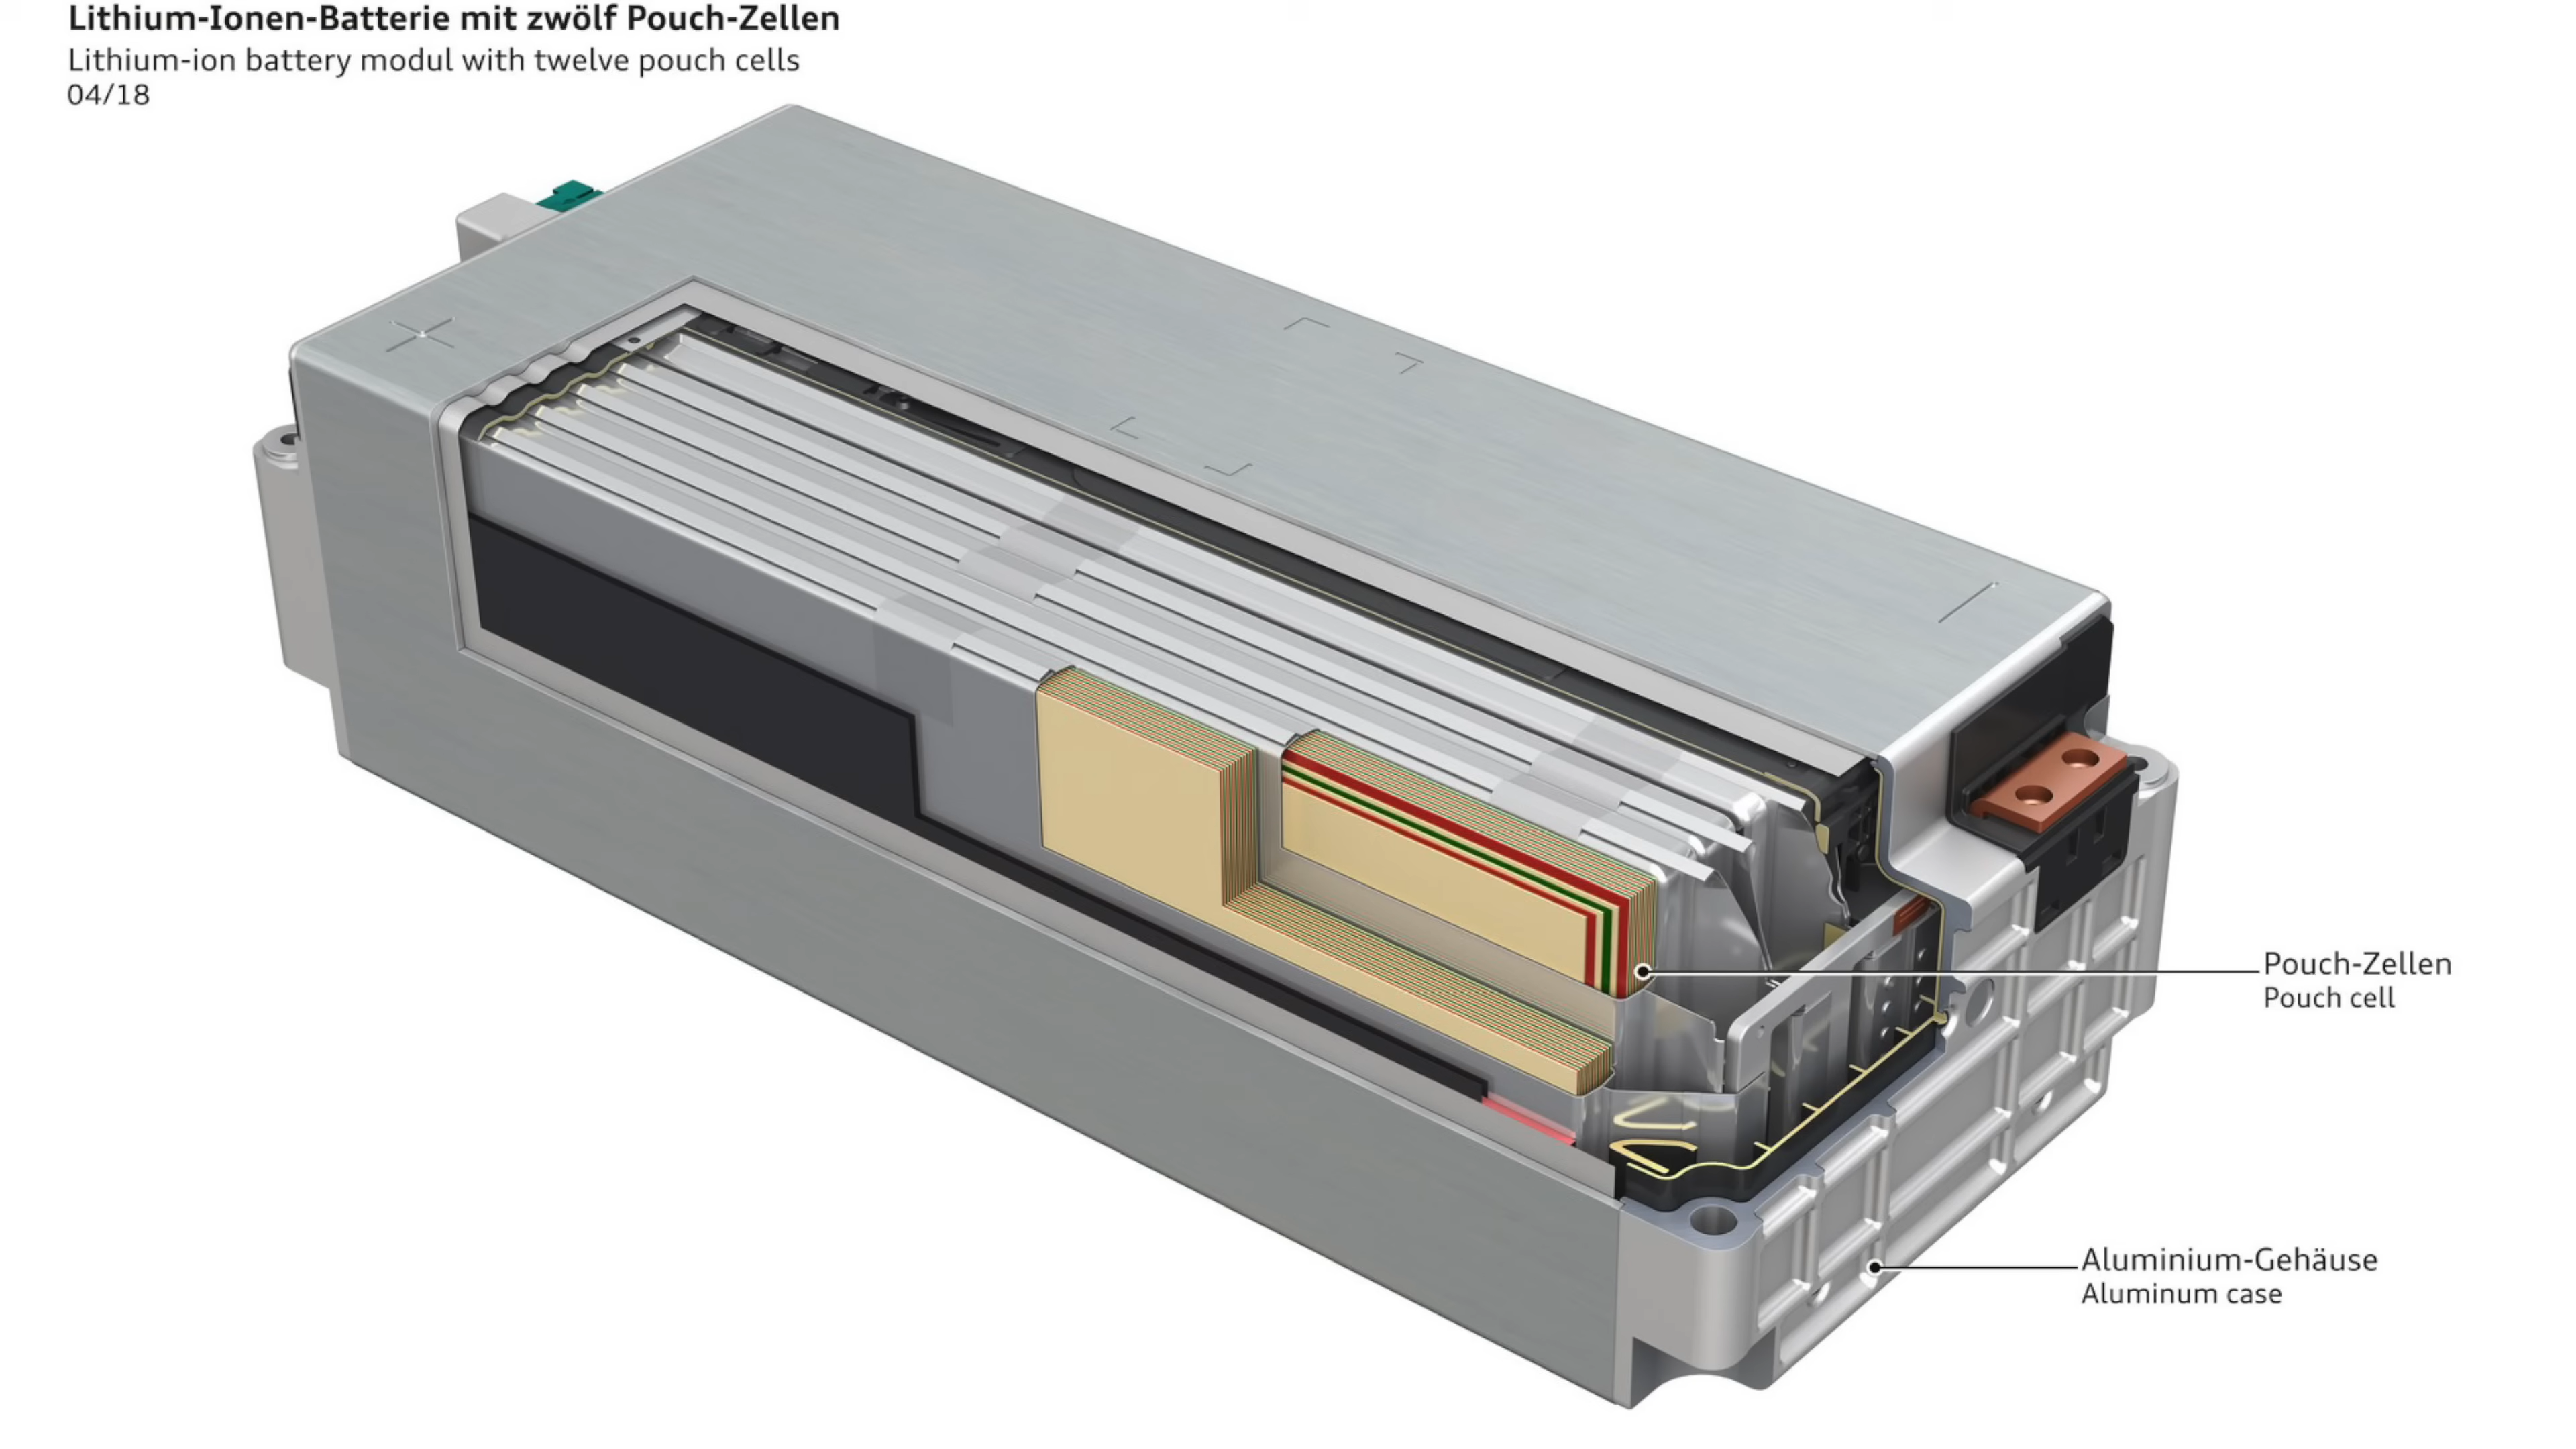 Lithium-Ionen-Batterie mit zwölf Pouch-Zellen
Lithium-ion battery modul with twelve pouch cells
04/18
Pouch-Zellen
Pouch cell
Aluminium-Gehäuse
Aluminum case